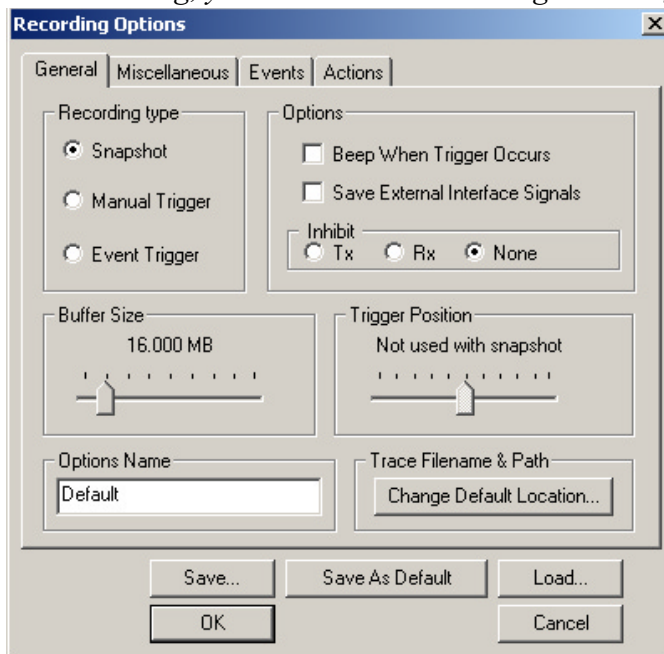 Recording Options
General Miscellaneous Events Actions
Recording type
Snapshot
Manual Trigger
Event Trigger
Options
Beep When Trigger Occurs
Save External Interface Signals
Inhibit
Tx Rx None
Buffer Size
16.000 MB
Trigger Position
Not used with snapshot
Options Name
Default
Trace Filename & Path
Change Default Location...
Save... Save As Default Load...
OK Cancel